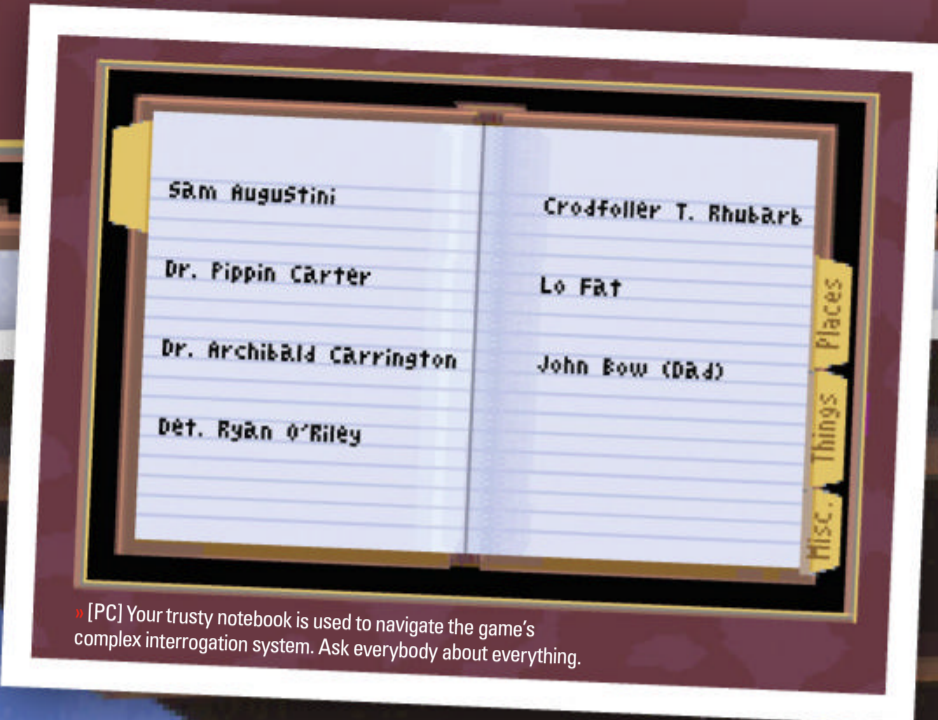 Sam Augustini
Dr. Pippin Carter
Dr. Archibald Carrington
Det. Ryan O'Riley
Crodfoller T. Rhubarb
Lo Fat
John Bow (Dad)
Places
Things
Misc.
» [PC] Your trusty notebook is used to navigate the game's
complex interrogation system. Ask everybody about everything.